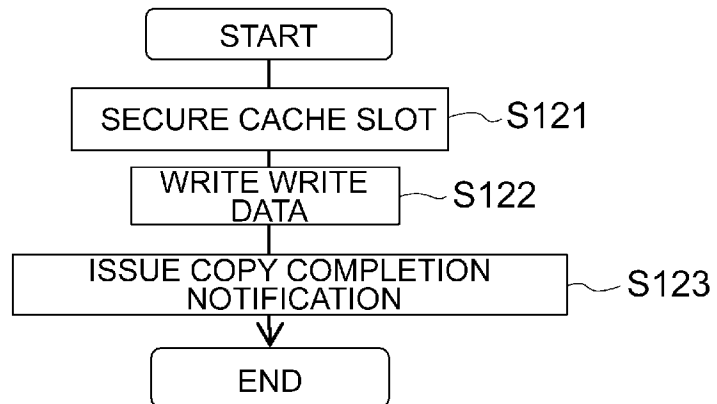 START
SECURE CACHE SLOT
S121
WRITE WRITE
DATA
S122
ISSUE COPY COMPLETION
NOTIFICATION
S123
END